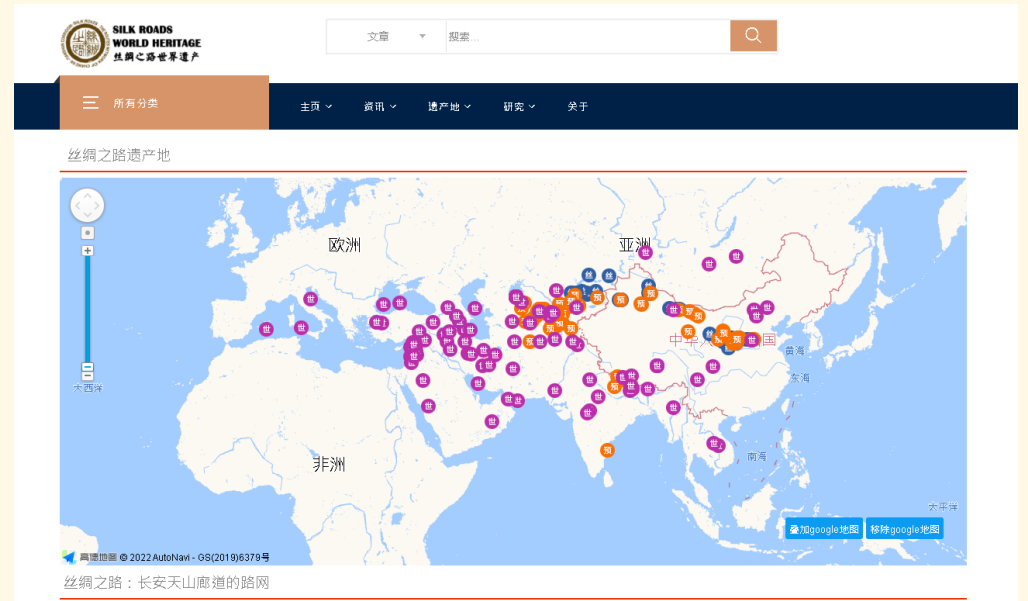 SILK ROADS
WORLD HERITAGE
丝绸之路世界遗产
文章
搜索...
所有分类
主页
资讯
遗产地
研究
关于
丝绸之路遗产地
欧洲
亚洲
非洲
大西洋
黄海
东海
南海
太平洋
世
丝
预
叠加google地图
移除google地图
高德地图 © 2022 AutoNavi - GS(2019)6379号
丝绸之路：长安天山廊道的路网